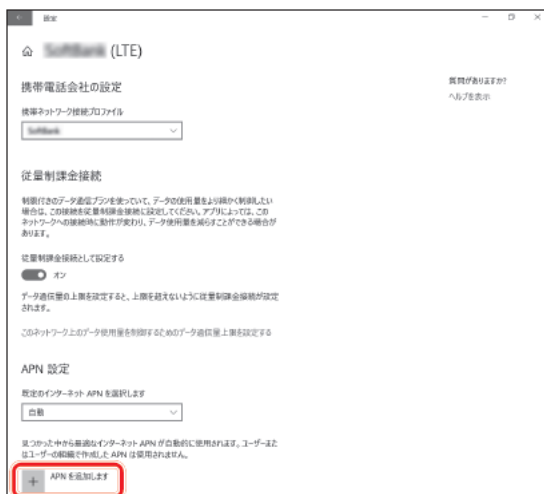 設定
(LTE)
携帯電話会社の設定
携帯ネットワーク接続プロファイル
従量制課金接続
制限付きのデータ通信プランを使っていて、データの使用量をより細かく制御したい
場合は、この接続を従量制課金接続に設定してください。アプリによっては、この
ネットワークへの接続時に動作が変わり、データ使用量を減らすことができる場合が
あります。
従量制課金接続として設定する
オン
データ通信量の上限を設定すると、上限を超えないように従量制課金接続が設定
されます。
このネットワーク上のデータ使用量を制御するためのデータ通信量上限を設定する
APN 設定
既定のインターネット APN を選択します
自動
見つかった中から最適なインターネット APN が自動的に使用されます。ユーザーまた
はユーザーの組織で作成した APN は使用されません。
APN を追加します
質問がありますか?
ヘルプを表示